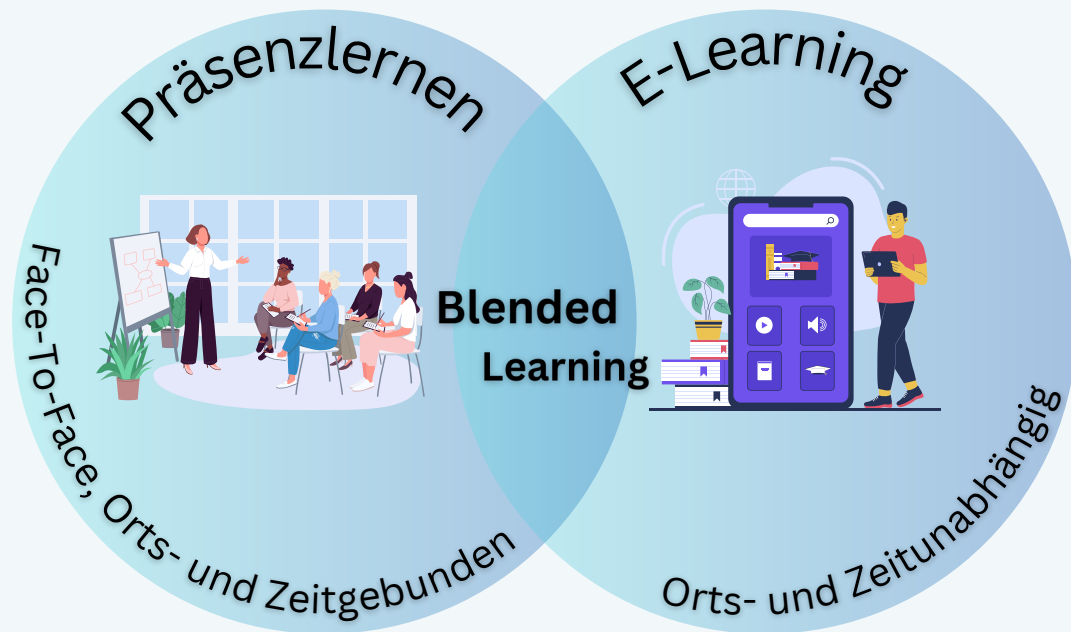 Präsenzlernen
E-Learning
Blended
Learning
Face-To-Face, Orts- und Zeitgebunden
Orts- und Zeitunabhängig